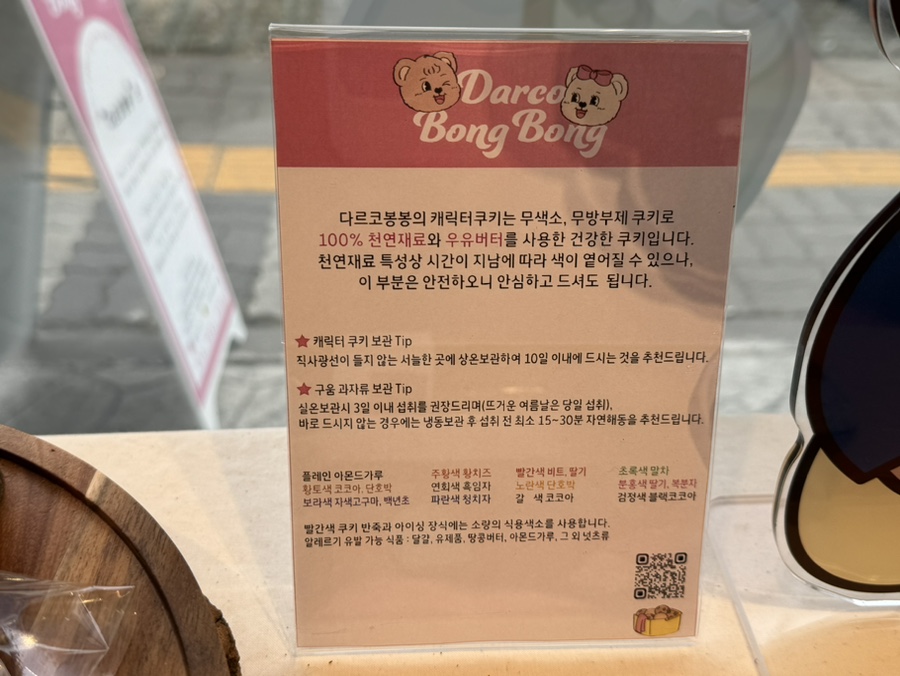 Darco
Bong Bong
다르코봉봉의 캐릭터쿠키는 무색소, 무방부제 쿠키로
100% 천연재료와 우유버터를 사용한 건강한 쿠키입니다.
천연재료 특성상 시간이 지남에 따라 색이 옅어질 수 있으나,
이 부분은 안전하오니 안심하고 드셔도 됩니다.
캐릭터 쿠키 보관 Tip
직사광선이 들지 않는 서늘한 곳에 상온보관하여 10일 이내에 드시는 것을 추천드립니다.
구움 과자류 보관 Tip
실온보관시 3일 이내 섭취를 권장드리며(뜨거운 여름날은 당일 섭취),
바로 드시지 않는 경우에는 냉동보관 후 섭취 전 최소 15~30분 자연해동을 추천드립니다.
플레인 아몬드가루 주황색 황치즈 빨간색 비트, 딸기 초록색 말차
황토색 코코아, 단호박 연회색 흑임자 노란색 단호박 분홍색 딸기, 복분자
보라색 자색고구마, 백년초 파란색 청치자 갈 색 코코아 검정색 블랙코코아
빨간색 쿠키 반죽과 아이싱 장식에는 소량의 식용색소를 사용합니다.
알레르기 유발 가능 식품 : 달걀, 유제품, 땅콩버터, 아몬드가루, 그 외 넛츠류